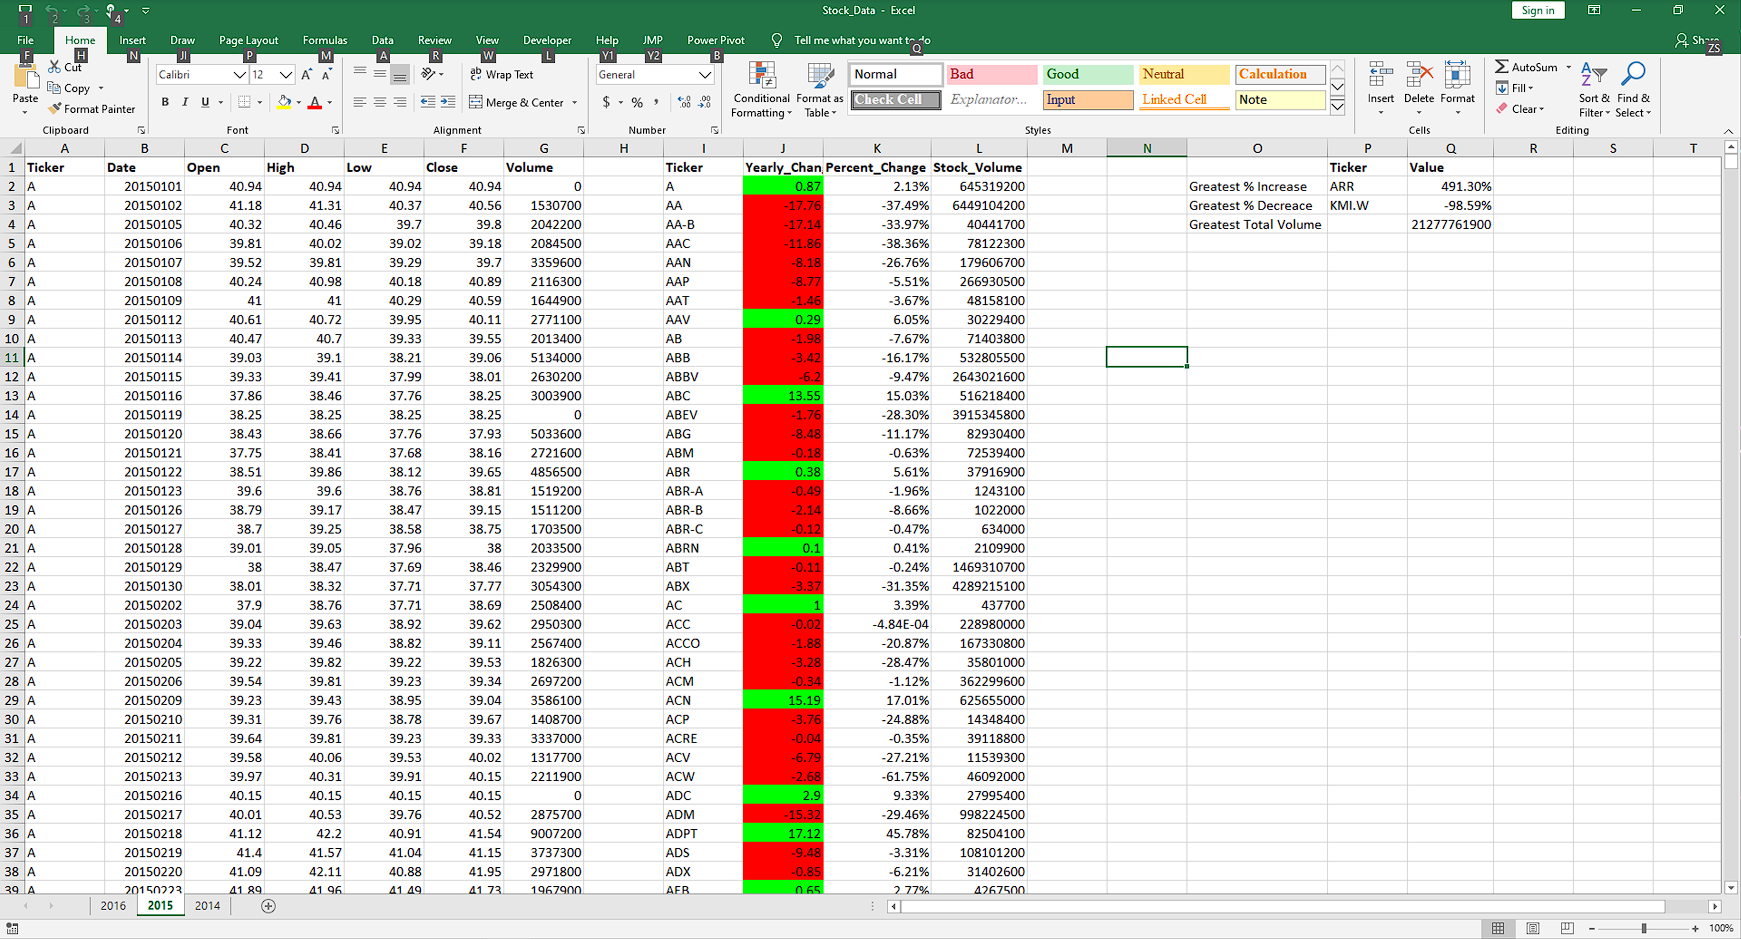 1 2 3 4 Stock_Data - Excel Sign in
File Home Insert Draw Page Layout Formulas Data Review View Developer Help JMP Power Pivot Tell me what you want to do Share
F H N JI P M A R W L Y1 Y2 B Q ZS
Paste Cut Copy Format Painter Clipboard
Calibri 12 A A B I U A Font
Wrap Text Merge & Center Alignment
General $ % , Number
Conditional Formatting Format as Table
Normal Bad Good Neutral Calculation
Check Cell Explanator... Input Linked Cell Note
Styles
Insert Delete Format Cells
AutoSum Fill Clear Sort & Filter Find & Select Editing
A B C D E F G H I J K L M N O P Q R S T
1 Ticker Date Open High Low Close Volume Ticker Yearly_Chan Percent_Change Stock_Volume Ticker Value
2 A 20150101 40.94 40.94 40.94 40.94 0 A 0.87 2.13% 645319200 Greatest % Increase ARR 491.30%
3 A 20150102 41.18 41.31 40.37 40.56 1530700 AA -17.76 -37.49% 6449104200 Greatest % Decrease KMI.W -98.59%
4 A 20150105 40.32 40.46 39.7 39.8 2042200 AA-B -17.14 -33.97% 40441700 Greatest Total Volume 21277761900
5 A 20150106 39.81 40.02 39.02 39.18 2084500 AAC -11.86 -38.36% 78122300
6 A 20150107 39.52 39.81 39.29 39.7 3359600 AAN -8.18 -26.76% 179606700
7 A 20150108 40.24 40.98 40.18 40.89 2116300 AAP -8.77 -5.51% 266930500
8 A 20150109 41 41 40.29 40.59 1644900 AAT -1.46 -3.67% 48158100
9 A 20150112 40.61 40.72 39.95 40.11 2771100 AAV 0.29 6.05% 30229400
10 A 20150113 40.47 40.7 39.33 39.55 2013400 AB -1.98 -7.67% 71403800
11 A 20150114 39.03 39.1 38.21 39.06 5134000 ABB -3.42 -16.17% 532805500
12 A 20150115 39.33 39.41 37.99 38.01 2630200 ABBV -6.2 -9.47% 2643021600
13 A 20150116 37.86 38.46 37.76 38.25 3003900 ABC 13.55 15.03% 516218400
14 A 20150119 38.25 38.25 38.25 38.25 0 ABEV -1.76 -28.30% 3915345800
15 A 20150120 38.43 38.66 37.76 37.93 5033600 ABG -8.48 -11.17% 82930400
16 A 20150121 37.75 38.41 37.68 38.16 2721600 ABM -0.18 -0.63% 72539400
17 A 20150122 38.51 39.86 38.12 39.65 4856500 ABR 0.38 5.61% 37916900
18 A 20150123 39.6 39.6 38.76 38.81 1519200 ABR-A -0.49 -1.96% 1243100
19 A 20150126 38.79 39.17 38.47 39.15 1511200 ABR-B -2.14 -8.66% 1022000
20 A 20150127 38.7 39.25 38.58 38.75 1703500 ABR-C -0.12 -0.47% 634000
21 A 20150128 39.01 39.05 37.96 38 2033500 ABRN 0.1 0.41% 2109900
22 A 20150129 38 38.47 37.69 38.46 2329900 ABT -0.11 -0.24% 1469310700
23 A 20150130 38.01 38.32 37.71 37.77 3054300 ABX -3.37 -31.35% 4289215100
24 A 20150202 37.9 38.76 37.71 38.69 2508400 AC 1 3.39% 437700
25 A 20150203 39.04 39.63 38.92 39.62 2950300 ACC -0.02 -4.84E-04 228980000
26 A 20150204 39.33 39.46 38.82 39.11 2567400 ACCO -1.88 -20.87% 167330800
27 A 20150205 39.22 39.82 39.22 39.53 1826300 ACH -3.28 -28.47% 35801000
28 A 20150206 39.54 39.81 39.23 39.34 2697200 ACM -0.34 -1.12% 362299600
29 A 20150209 39.23 39.43 38.95 39.04 3586100 ACN 15.19 17.01% 625655000
30 A 20150210 39.31 39.76 38.78 39.67 1408700 ACP -3.76 -24.88% 14348400
31 A 20150211 39.64 39.81 39.23 39.33 3337000 ACRE -0.04 -0.35% 39118800
32 A 20150212 39.58 40.06 39.53 40.02 1317700 ACV -6.79 -27.21% 11539300
33 A 20150213 39.97 40.31 39.91 40.15 2211900 ACW -2.68 -61.75% 46092000
34 A 20150216 40.15 40.15 40.15 40.15 0 ADC 2.9 9.33% 27995400
35 A 20150217 40.01 40.53 39.76 40.52 2875700 ADM -15.32 -29.46% 998224500
36 A 20150218 41.12 42.2 40.91 41.54 9007200 ADPT 17.12 45.78% 82504100
37 A 20150219 41.4 41.57 41.04 41.15 3737300 ADS -9.48 -3.31% 108101200
38 A 20150220 41.09 42.11 40.88 41.95 2971800 ADX -0.85 -6.21% 31402600
39 A 20150223 41.89 41.96 41.49 41.73 1967900 AEB 0.65 2.77% 4267500
2016 2015 2014
100%